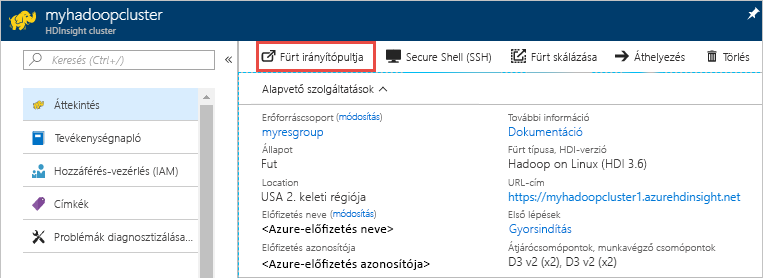 myhadoopcluster
HDInsight cluster
Keresés (Ctrl+/)
«
Áttekintés
Tevékenységnapló
Hozzáférés-vezérlés (IAM)
Címkék
Problémák diagnosztizálása...
Fürt irányítópultja
Secure Shell (SSH)
Fürt skálázása
Áthelyezés
Törlés
Alapvető szolgáltatások
Erőforráscsoport (módosítás)
myresgroup
Állapot
Fut
Location
USA 2. keleti régiója
Előfizetés neve (módosítás)
<Azure-előfizetés neve>
Előfizetés azonosítója
<Azure-előfizetés azonosítója>
További információ
Dokumentáció
Fürt típusa, HDI-verzió
Hadoop on Linux (HDI 3.6)
URL-cím
https://myhadoopcluster1.azurehdinsight.net
Első lépések
Gyorsindítás
Átjárócsomópontok, munkavégző csomópontok
D3 v2 (x2), D3 v2 (x2)